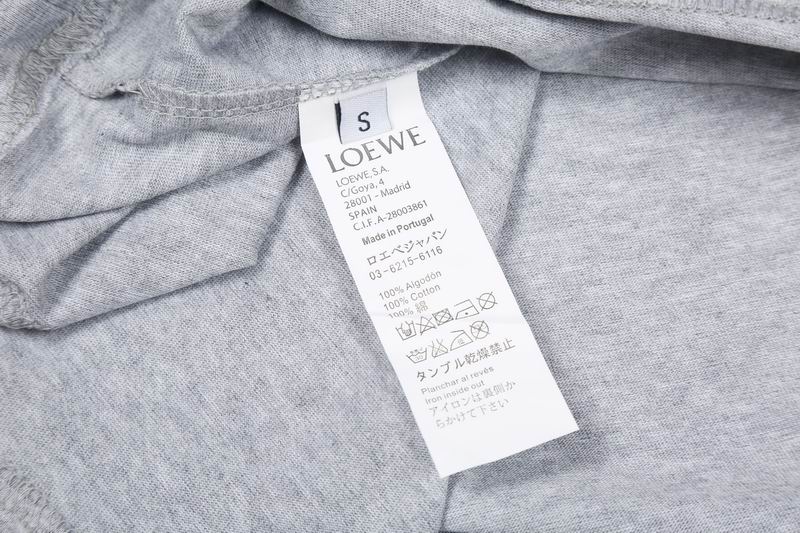 S
LOEWE
LOEWE,S.A.
C/Goya,4
28001 - Madrid
SPAIN
C.I.F.A-28003861
Made in Portugal
ロエベジャパン
03-6215-6116
100% Algodón
100% Cotton
100% 綿
タンブル乾燥禁止
Planchar al revés
Iron inside out
アイロンは裏側か
らかけて下さい